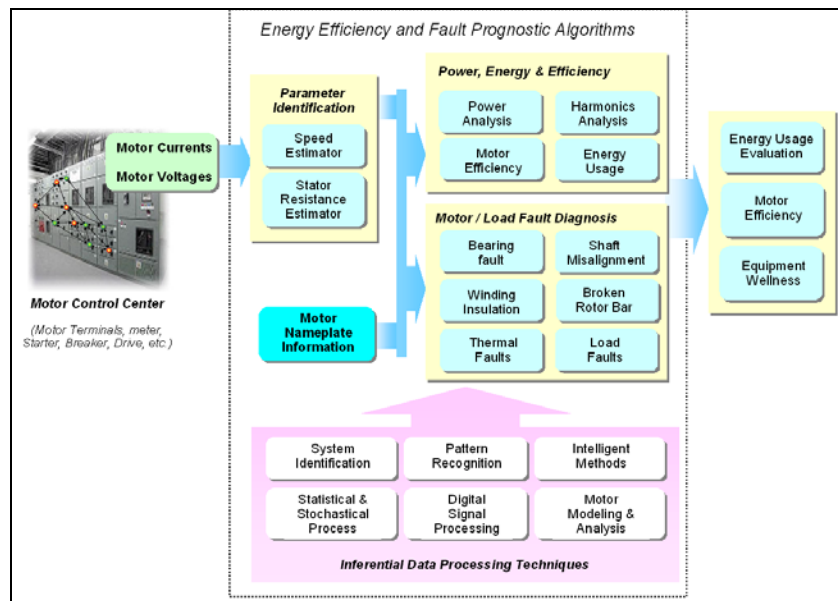 Energy Efficiency and Fault Prognostic Algorithms
Parameter
Identification
Speed
Estimator
Stator
Resistance
Estimator
Power, Energy & Efficiency
Power
Analysis
Harmonics
Analysis
Motor
Efficiency
Energy
Usage
Motor Currents
Motor Voltages
Motor Control Center
(Motor Terminals, meter,
Starter, Breaker, Drive, etc.)
Motor
Nameplate
Information
Motor / Load Fault Diagnosis
Bearing
fault
Shaft
Misalignment
Winding
Insulation
Broken
Rotor Bar
Thermal
Faults
Load
Faults
Energy Usage
Evaluation
Motor
Efficiency
Equipment
Wellness
System
Identification
Pattern
Recognition
Intelligent
Methods
Statistical &
Stochastical
Process
Digital
Signal
Processing
Motor
Modeling &
Analysis
Inferential Data Processing Techniques